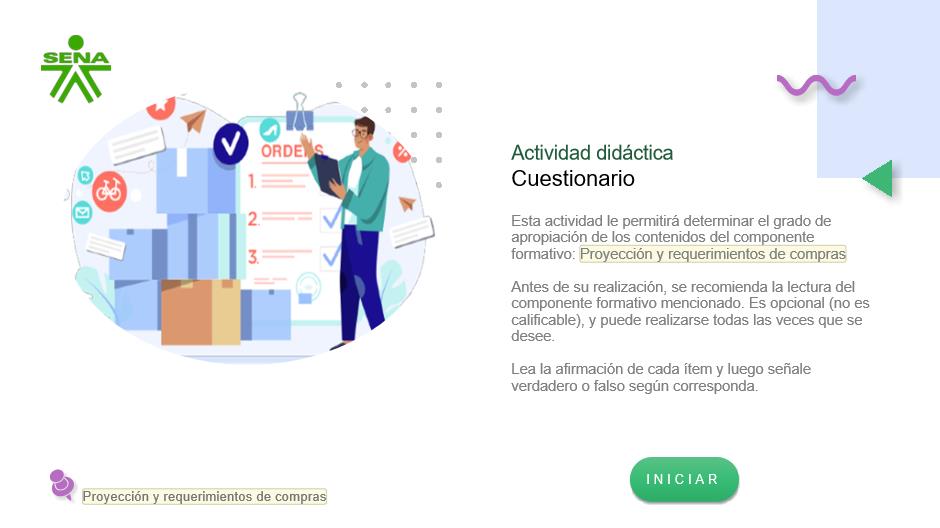 SENA
ORDERS
1.
2.
3.
Actividad didáctica
Cuestionario
Esta actividad le permitirá determinar el grado de
apropiación de los contenidos del componente
formativo: Proyección y requerimientos de compras
Antes de su realización, se recomienda la lectura del
componente formativo mencionado. Es opcional (no es
calificable), y puede realizarse todas las veces que se
desee.
Lea la afirmación de cada ítem y luego señale
verdadero o falso según corresponda.
INICIAR
Proyección y requerimientos de compras